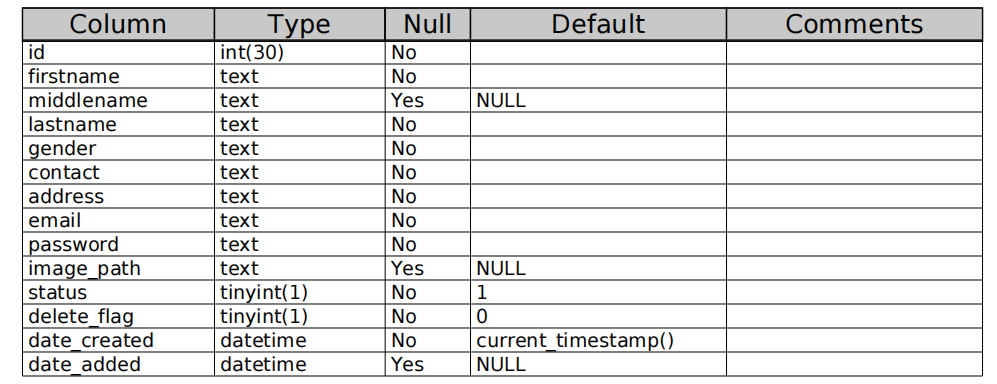 Column Type Null Default Comments
id int(30) No
firstname text No
middlename text Yes NULL
lastname text No
gender text No
contact text No
address text No
email text No
password text No
image_path text Yes NULL
status tinyint(1) No 1
delete_flag tinyint(1) No 0
date_created datetime No current_timestamp()
date_added datetime Yes NULL